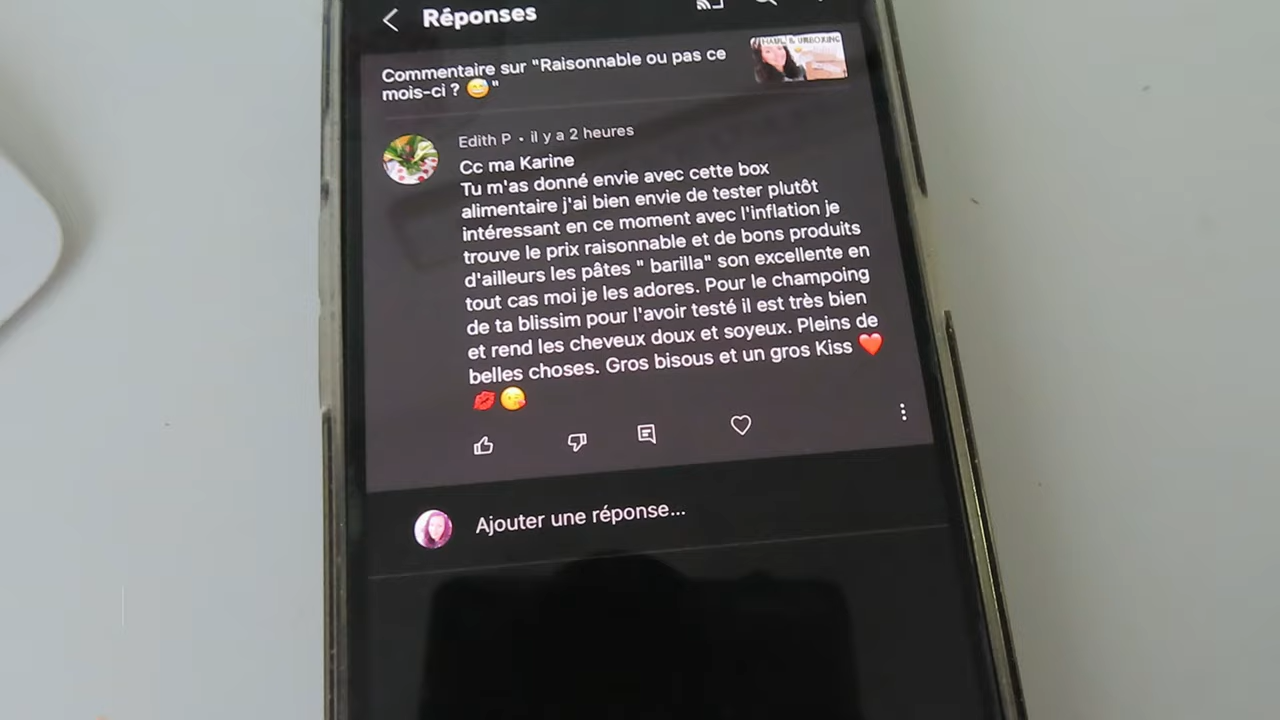 Réponses
HAUL & UNBOXING
Commentaire sur "Raisonnable ou pas ce
mois-ci ? 😅"
Edith P • il y a 2 heures
Cc ma Karine
Tu m'as donné envie avec cette box
alimentaire j'ai bien envie de tester plutôt
intéressant en ce moment avec l'inflation je
trouve le prix raisonnable et de bons produits
d'ailleurs les pâtes " barilla" son excellente en
tout cas moi je les adores. Pour le champoing
de ta blissim pour l'avoir testé il est très bien
et rend les cheveux doux et soyeux. Pleins de
belles choses. Gros bisous et un gros Kiss ❤️
💋😘
Ajouter une réponse...